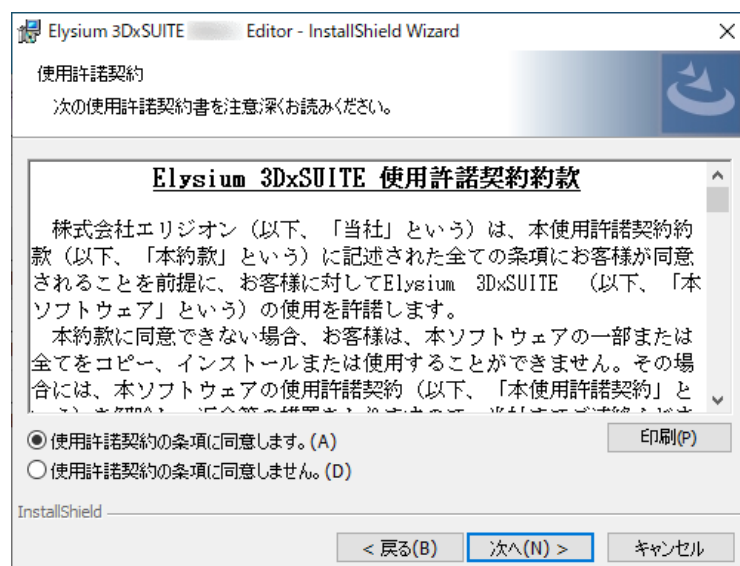 Elysium 3DxSUITE Editor - InstallShield Wizard
使用許諾契約
次の使用許諾契約書を注意深くお読みください。
Elysium 3DxSUITE 使用許諾契約約款
株式会社エリジオン（以下、「当社」という）は、本使用許諾契約約
款（以下、「本約款」という）に記述された全ての条項にお客様が同意
されることを前提に、お客様に対してElysium 3DxSUITE （以下、「本
ソフトウェア」という）の使用を許諾します。
本約款に同意できない場合、お客様は、本ソフトウェアの一部または
全てをコピー、インストールまたは使用することができません。その場
合には、本ソフトウェアの使用許諾契約（以下、「本使用許諾契約」と
使用許諾契約の条項に同意します。(A)
印刷(P)
使用許諾契約の条項に同意しません。(D)
InstallShield
< 戻る(B)
次へ(N) >
キャンセル